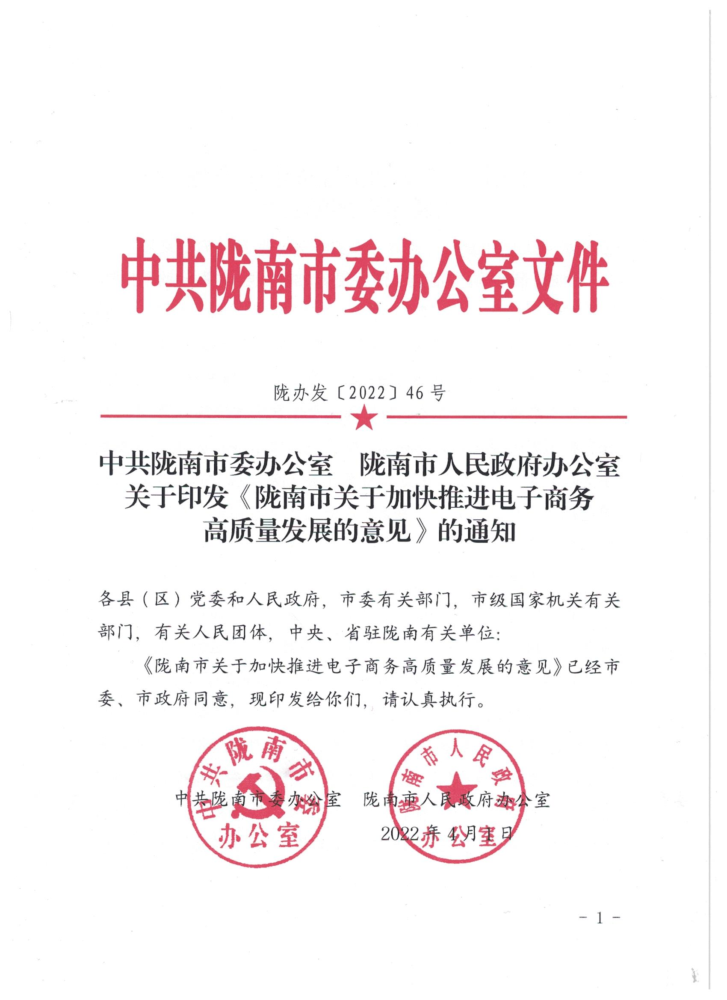 中共陇南市委办公室文件
陇办发〔2022〕46号
中共陇南市委办公室 陇南市人民政府办公室
关于印发《陇南市关于加快推进电子商务
高质量发展的意见》的通知
各县（区）党委和人民政府，市委有关部门，市级国家机关有关
部门，有关人民团体，中央、省驻陇南有关单位：
《陇南市关于加快推进电子商务高质量发展的意见》已经市
委、市政府同意，现印发给你们，请认真执行。
中共陇南市委
办公室
陇南市人民政府
办公室
中共陇南市委办公室 陇南市人民政府办公室
2022年4月1日
- 1 -